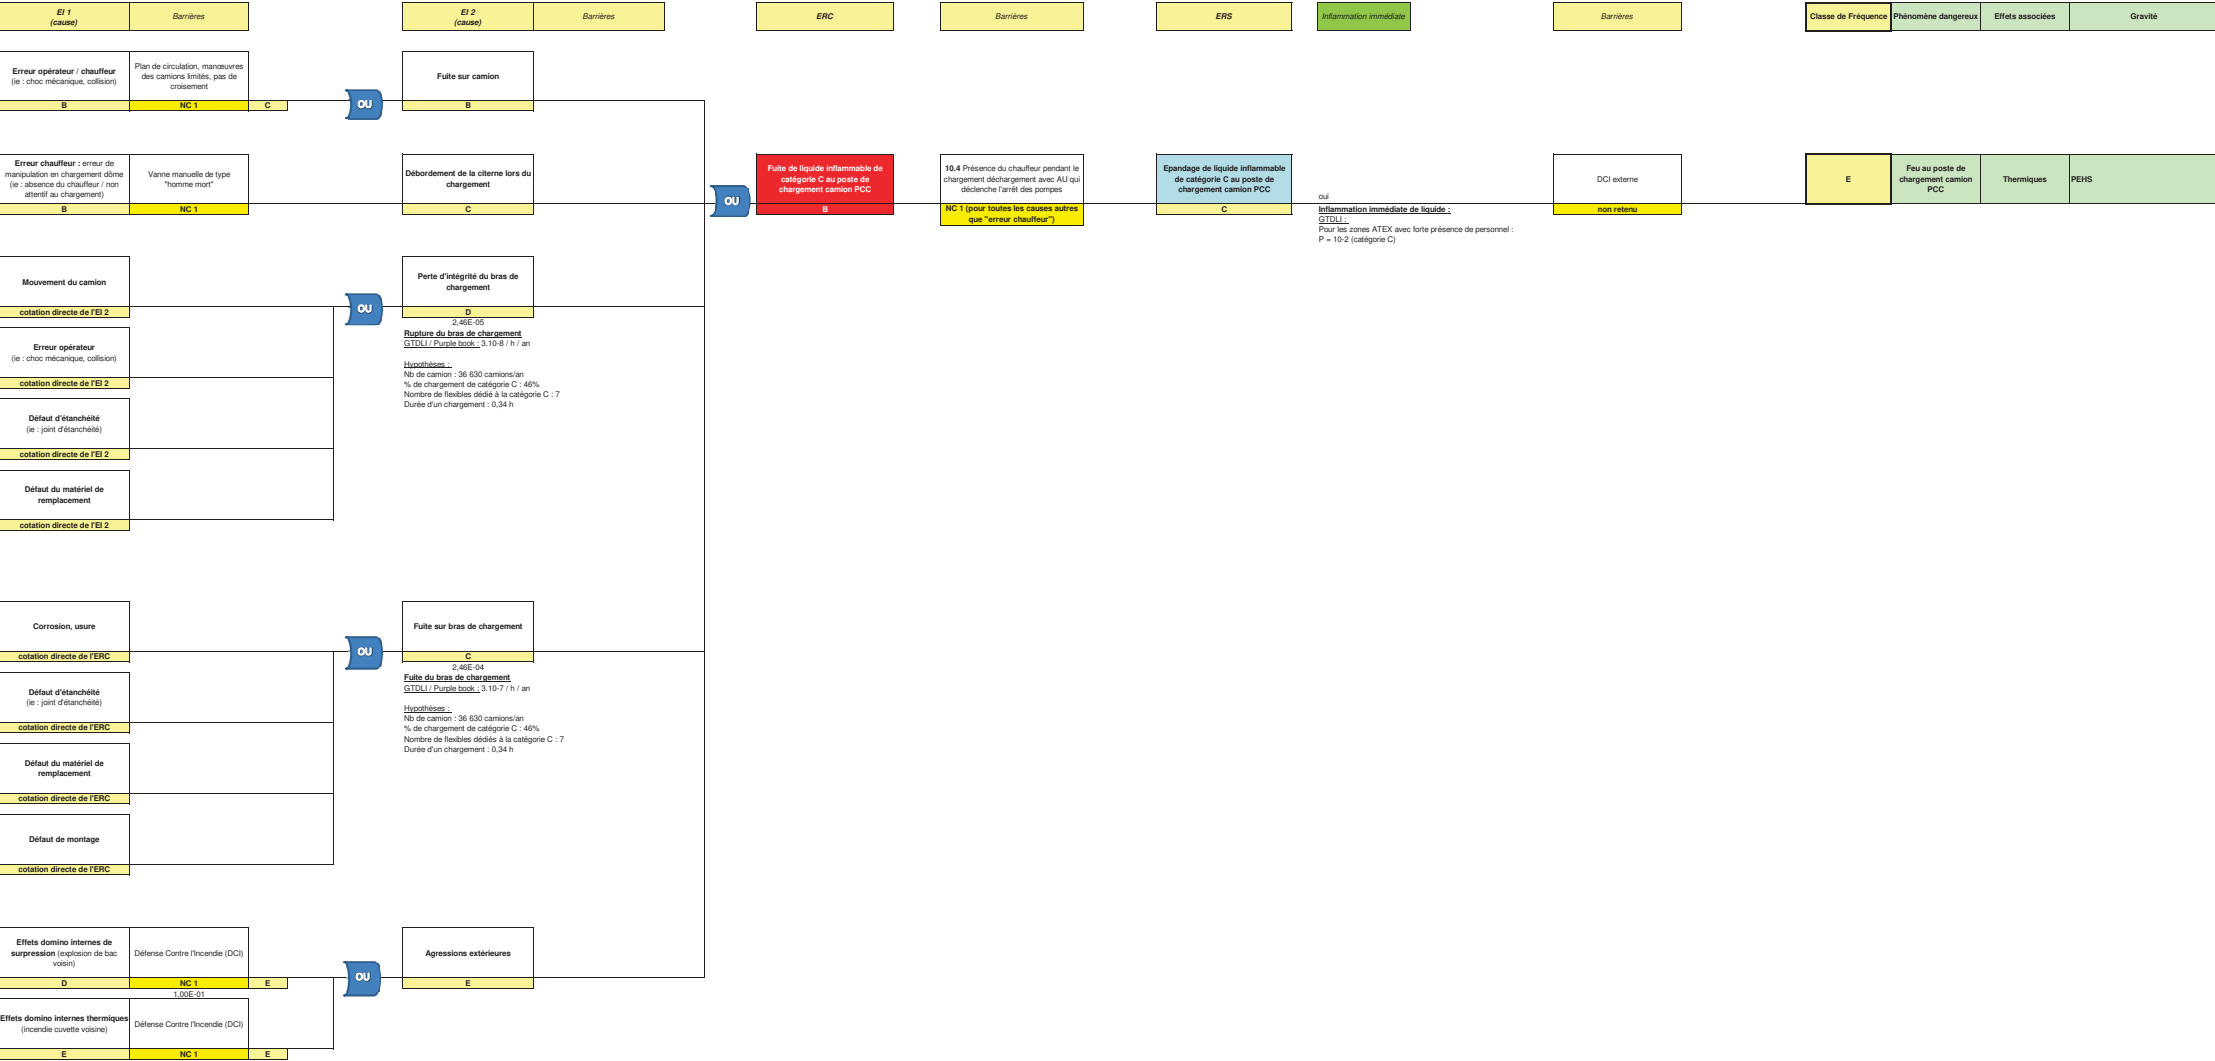 EI 1
(cause)
Barrières
EI 2
(cause)
Barrières
ERC
Barrières
ERS
Inflammation immédiate
Barrières
Classe de Fréquence
Phénomène dangereux
Effets associées
Gravité
Erreur opérateur / chauffeur
(ie : choc mécanique, collision)
B
Plan de circulation, manœuvres
des camions limités, pas de
croisement
NC 1
C
OU
Fuite sur camion
B
Erreur chauffeur : erreur de
manipulation en chargement dôme
(ie : absence du chauffeur / non
attentif au chargement)
B
Vanne manuelle de type
"homme mort"
NC 1
Débordement de la citerne lors du
chargement
C
OU
Fuite de liquide inflammable de
catégorie C au poste de
chargement camion PCC
B
10.4 Présence du chauffeur pendant le
chargement déchargement avec AU qui
déclenche l'arrêt des pompes
NC 1 (pour toutes les causes autres
que "erreur chauffeur")
Epandage de liquide inflammable
de catégorie C au poste de
chargement camion PCC
C
oui
Inflammation immédiate de liquide :
GTDLI :
Pour les zones ATEX avec forte présence de personnel :
P = 10-2 (catégorie C)
DCI externe
non retenu
E
Feu au poste de
chargement camion
PCC
Thermiques
PEHS
Mouvement du camion
cotation directe de l'EI 2
OU
Perte d'intégrité du bras de
chargement
D
2,46E-05
Rupture du bras de chargement
GTDLI / Purple book : 3.10-8 / h / an
Hypothèses :
Nb de camion : 36 630 camions/an
% de chargement de catégorie C : 46%
Nombre de flexibles dédié à la catégorie C : 7
Durée d'un chargement : 0,34 h
Erreur opérateur
(ie : choc mécanique, collision)
cotation directe de l'EI 2
Défaut d'étanchéité
(ie : joint d'étanchéité)
cotation directe de l'EI 2
Défaut du matériel de
remplacement
cotation directe de l'EI 2
Corrosion, usure
cotation directe de l'ERC
OU
Fuite sur bras de chargement
C
2,46E-04
Fuite du bras de chargement
GTDLI / Purple book : 3.10-7 / h / an
Hypothèses :
Nb de camion : 36 630 camions/an
% de chargement de catégorie C : 46%
Nombre de flexibles dédiés à la catégorie C : 7
Durée d'un chargement : 0,34 h
Défaut d'étanchéité
(ie : joint d'étanchéité)
cotation directe de l'ERC
Défaut du matériel de
remplacement
cotation directe de l'ERC
Défaut de montage
cotation directe de l'ERC
Effets domino internes de
surpression (explosion de bac
voisin)
D
Défense Contre l'Incendie (DCI)
NC 1
E
1,00E-01
OU
Agressions extérieures
E
Effets domino internes thermiques
(incendie cuvette voisine)
E
Défense Contre l'Incendie (DCI)
NC 1
E